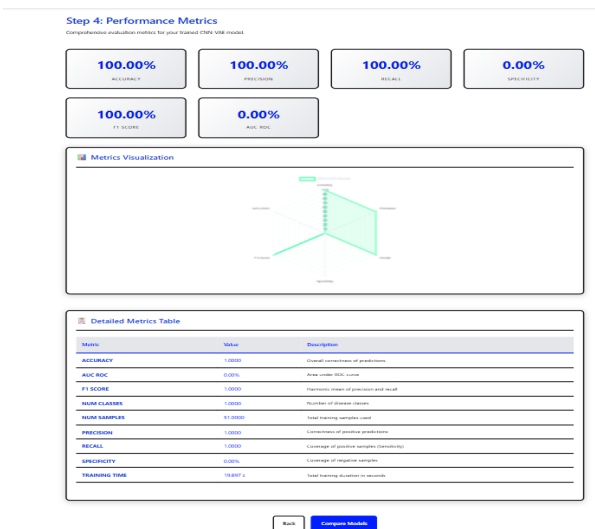 Step 4: Performance Metrics
Comprehensive evaluation metrics for your trained CNN-VAE model.
100.00%
ACCURACY
100.00%
PRECISION
100.00%
RECALL
0.00%
SPECIFICITY
100.00%
F1 SCORE
0.00%
AUC ROC
Metrics Visualization
Detailed Metrics Table
Metric Value Description
ACCURACY 1.0000 Overall correctness of predictions
AUC ROC 0.00% Area under ROC curve
F1 SCORE 1.0000 Harmonic mean of precision and recall
NUM CLASSES 1.0000 Number of disease classes
NUM SAMPLES 51.0000 Total training samples used
PRECISION 1.0000 Correctness of positive predictions
RECALL 1.0000 Coverage of positive samples (Sensitivity)
SPECIFICITY 0.00% Coverage of negative samples
TRAINING TIME 19.897 s Total training duration in seconds
Back
Compare Models